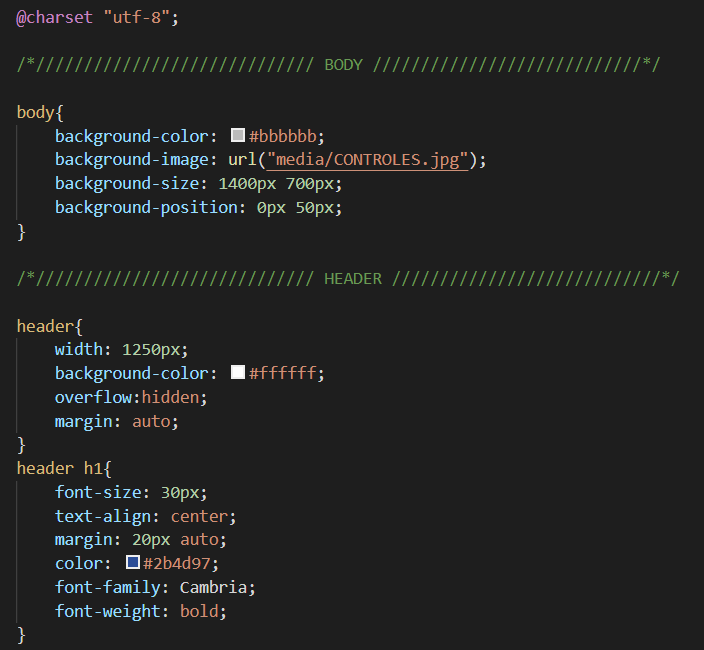 @charset "utf-8";
/*///////////////////////////// BODY ////////////////////////////*/
body{
background-color: #bbbbbb;
background-image: url("media/CONTROLES.jpg");
background-size: 1400px 700px;
background-position: 0px 50px;
}
/*///////////////////////////// HEADER ////////////////////////////*/
header{
width: 1250px;
background-color: #ffffff;
overflow:hidden;
margin: auto;
}
header h1{
font-size: 30px;
text-align: center;
margin: 20px auto;
color: #2b4d97;
font-family: Cambria;
font-weight: bold;
}